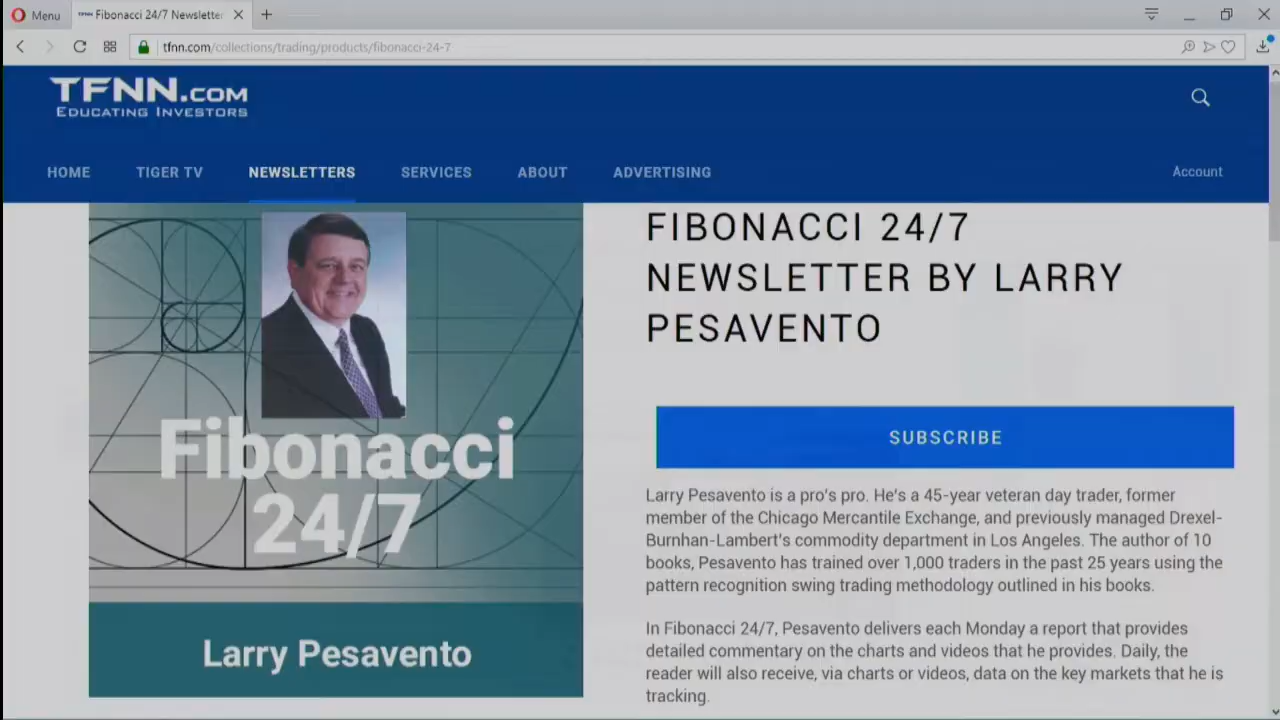 Menu
Fibonacci 24/7 Newsletter
tfnn.com/collections/trading/products/fibonacci-24-7
TFNN.COM
EDUCATING INVESTORS
HOME
TIGER TV
NEWSLETTERS
SERVICES
ABOUT
ADVERTISING
Account
Fibonacci
24/7
Larry Pesavento
FIBONACCI 24/7
NEWSLETTER BY LARRY
PESAVENTO
SUBSCRIBE
Larry Pesavento is a pro's pro. He's a 45-year veteran day trader, former
member of the Chicago Mercantile Exchange, and previously managed Drexel-
Burnhan-Lambert's commodity department in Los Angeles. The author of 10
books, Pesavento has trained over 1,000 traders in the past 25 years using the
pattern recognition swing trading methodology outlined in his books.
In Fibonacci 24/7, Pesavento delivers each Monday a report that provides
detailed commentary on the charts and videos that he provides. Daily, the
reader will also receive, via charts or videos, data on the key markets that he is
tracking.